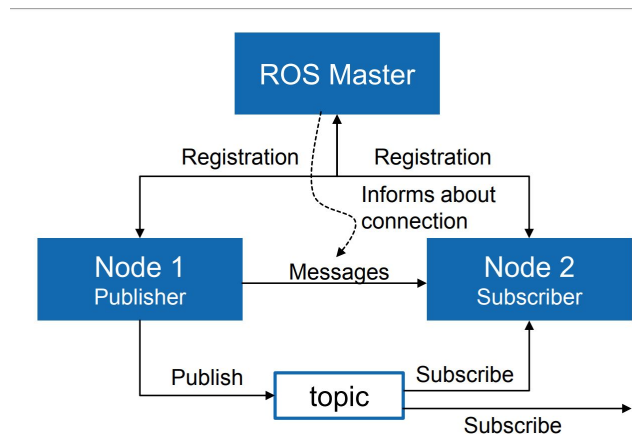 ROS Master
Registration
Registration
Informs about
connection
Node 1
Publisher
Messages
Node 2
Subscriber
Publish
topic
Subscribe
Subscribe